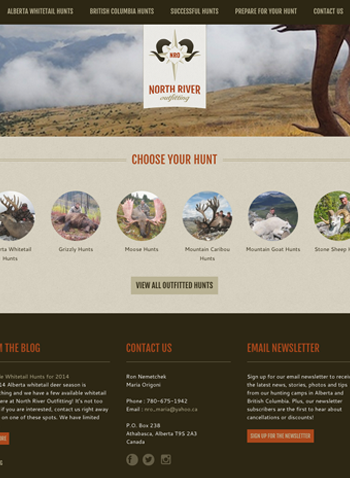 ALBERTA WHITETAIL HUNTS BRITISH COLUMBIA HUNTS SUCCESSFUL HUNTS PREPARE FOR YOUR HUNT CONTACT US
NRO
NORTH RIVER
outfitting
CHOOSE YOUR HUNT
rta Whitetail Hunts
Grizzly Hunts
Moose Hunts
Mountain Caribou Hunts
Mountain Goat Hunts
Stone Sheep H
VIEW ALL OUTFITTED HUNTS
M THE BLOG
Whitetail Hunts for 2014
14 Alberta whitetail deer season is
ching and we have a few available whitetail
ere at North River Outfitting! It's not too
if you are interested, contact us right away
on one of these spots. We have limited
ORE
CONTACT US
Ron Nemetchek
Maria Origoni
Phone : 780-675-1942
Email : nro_maria@yahoo.ca
P.O. Box 238
Athabasca, Alberta T9S 2A3
Canada
EMAIL NEWSLETTER
Sign up for our email newsletter to receive
the latest news, stories, photos and tips
from our hunting camps in Alberta and
British Columbia. Plus, our newsletter
subscribers are the first to hear about
cancellations or discounts!
SIGN UP FOR THE NEWSLETTER